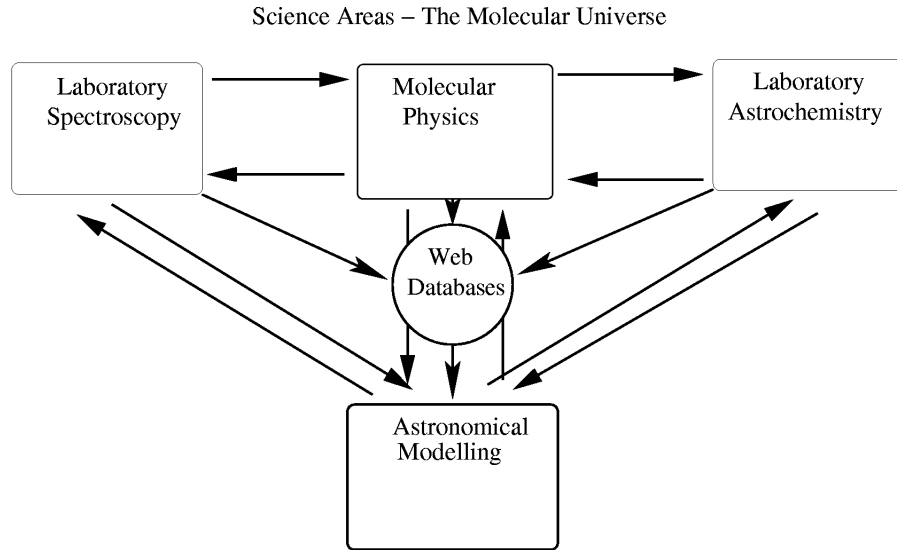 Science Areas – The Molecular Universe
Laboratory
Spectroscopy
Molecular
Physics
Laboratory
Astrochemistry
Web
Databases
Astronomical
Modelling